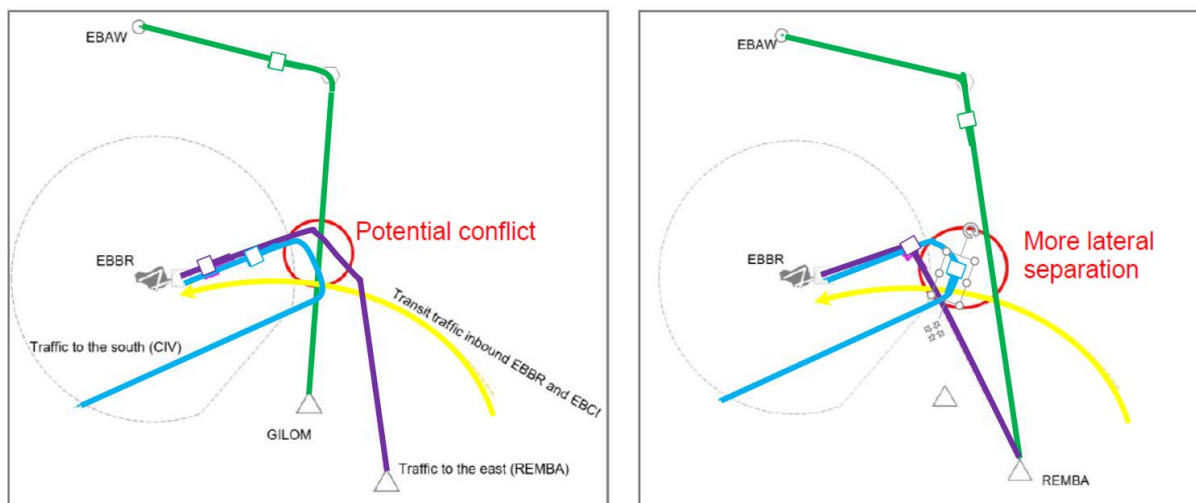 EBAW
Potential conflict
EBBR
Transit traffic inbound EBBR and EBCI
Traffic to the south (CIV)
GILOM
Traffic to the east (REMBA)
EBAW
More lateral
separation
EBBR
REMBA